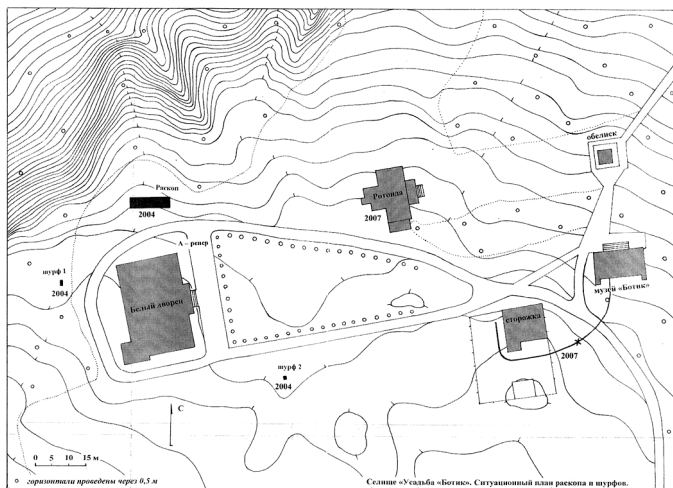 обелиск
Раскоп
2004
Ротонда
2007
А – репер
шурф 1
2004
Белый дворец
музей «Ботик»
сторожка
2007
шурф 2
2004
С
0 5 10 15 м
горизонтали проведены через 0,5 м
Селище «Усадьба «Ботик». Ситуационный план раскопа и шурфов.